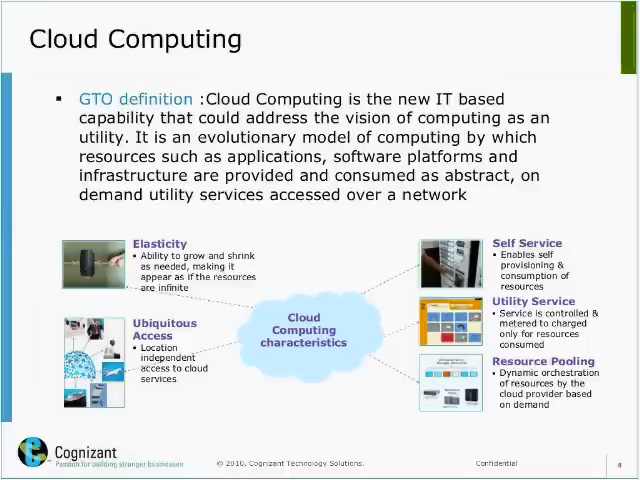 Cloud Computing
▪ GTO definition :Cloud Computing is the new IT based
capability that could address the vision of computing as an
utility. It is an evolutionary model of computing by which
resources such as applications, software platforms and
infrastructure are provided and consumed as abstract, on
demand utility services accessed over a network
Elasticity
▪ Ability to grow and shrink
as needed, making it
appear as if the resources
are infinite
Ubiquitous
Access
▪ Location
independent
access to cloud
services
Cloud
Computing
characteristics
Self Service
▪ Enables self
provisioning &
consumption of
resources
Utility Service
▪ Service is controlled &
metered to charged
only for resources
consumed
Resource Pooling
▪ Dynamic orchestration
of resources by the
cloud provider based
on demand
Cognizant
Passion for building stronger businesses
© 2010, Cognizant Technology Solutions.
Confidential
4